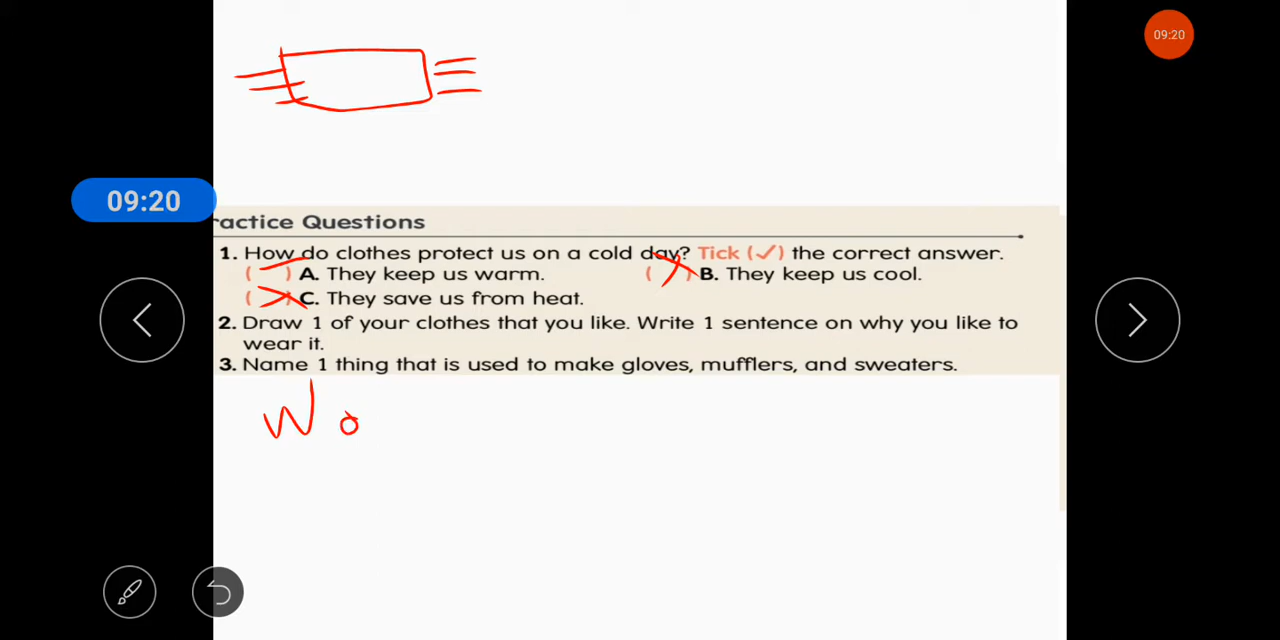 09:20
09:20
ractice Questions
1. How do clothes protect us on a cold day? Tick (✓) the correct answer.
( ) A. They keep us warm. ( ) B. They keep us cool.
( ) C. They save us from heat.
2. Draw 1 of your clothes that you like. Write 1 sentence on why you like to
wear it.
3. Name 1 thing that is used to make gloves, mufflers, and sweaters.
W o